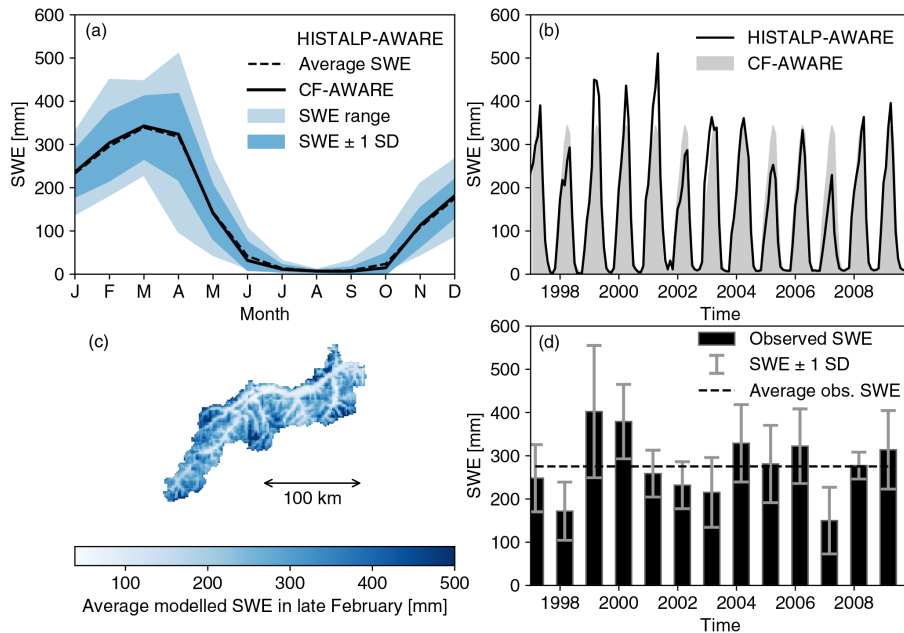 (a)
HISTALP-AWARE
Average SWE
CF-AWARE
SWE range
SWE ± 1 SD
SWE [mm]
600
500
400
300
200
100
0
J F M A M J J A S O N D
Month
(b)
HISTALP-AWARE
CF-AWARE
SWE [mm]
600
500
400
300
200
100
0
1998 2000 2002 2004 2006 2008
Time
(c)
100 km
100 200 300 400 500
Average modelled SWE in late February [mm]
(d)
Observed SWE
SWE ± 1 SD
Average obs. SWE
SWE [mm]
600
500
400
300
200
100
0
1998 2000 2002 2004 2006 2008
Time